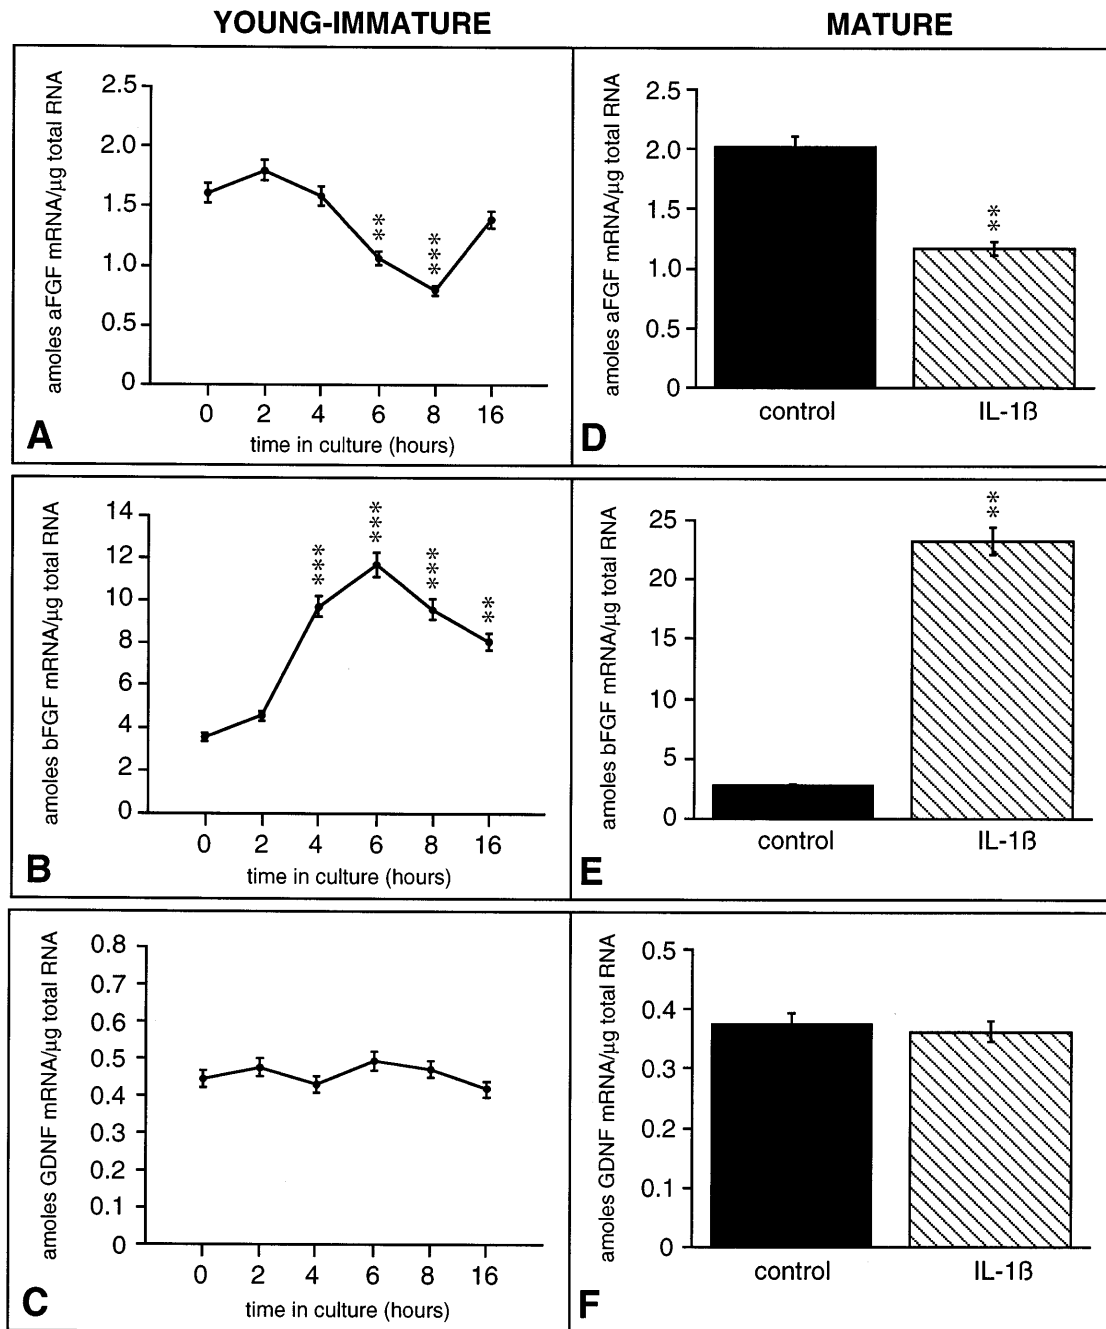 YOUNG-IMMATURE
MATURE
amoles aFGF mRNA/µg total RNA
2.5
2.0
1.5
1.0
0.5
0
**
***
0 2 4 6 8 16
time in culture (hours)
A
amoles aFGF mRNA/µg total RNA
2.5
2.0
1.5
1.0
0.5
0
**
control IL-1ß
D
amoles bFGF mRNA/µg total RNA
14
12
10
8
6
4
2
0
***
***
***
**
0 2 4 6 8 16
time in culture (hours)
B
amoles bFGF mRNA/µg total RNA
25
20
15
10
5
0
**
control IL-1ß
E
amoles GDNF mRNA/µg total RNA
0.8
0.7
0.6
0.5
0.4
0.3
0.2
0.1
0
0 2 4 6 8 16
time in culture (hours)
C
amoles GDNF mRNA/µg total RNA
0.5
0.4
0.3
0.2
0.1
0
control IL-1ß
F